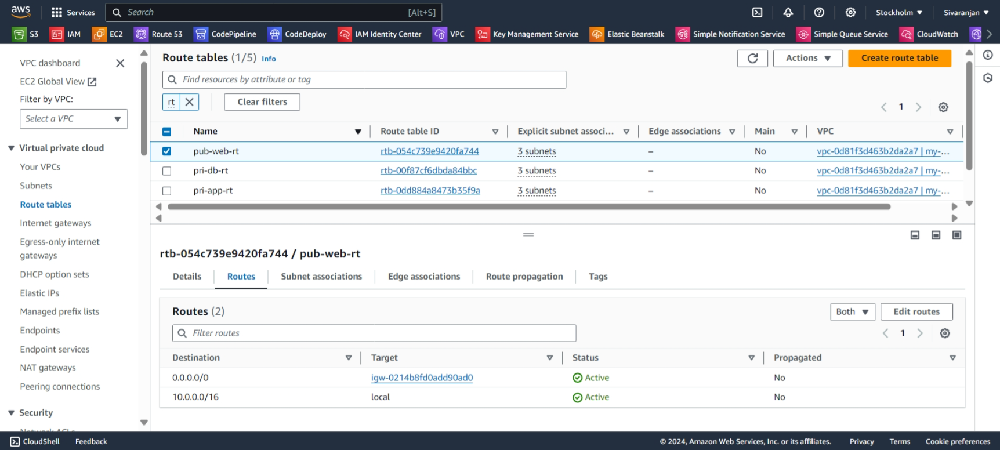 aws
Services
Search
[Alt+S]
Stockholm
Sivaranjan
S3
IAM
EC2
Route 53
CodePipeline
CodeDeploy
IAM Identity Center
VPC
Key Management Service
Elastic Beanstalk
Simple Notification Service
Simple Queue Service
CloudWatch
VPC dashboard
EC2 Global View
Filter by VPC:
Select a VPC
Virtual private cloud
Your VPCs
Subnets
Route tables
Internet gateways
Egress-only internet
gateways
DHCP option sets
Elastic IPs
Managed prefix lists
Endpoints
Endpoint services
NAT gateways
Peering connections
Security
Route tables (1/5) Info
Actions
Create route table
Find resources by attribute or tag
rt
Clear filters
1
Name Route table ID Explicit subnet associ... Edge associations Main VPC
pub-web-rt rtb-054c739e9420fa744 3 subnets – No vpc-0d81f3d463b2da2a7 | my-...
pri-db-rt rtb-00f87cf6dbda84bbc 3 subnets – No vpc-0d81f3d463b2da2a7 | my-...
pri-app-rt rtb-0dd884a8473b35f9a 3 subnets – No vpc-0d81f3d463b2da2a7 | my-...
rtb-054c739e9420fa744 / pub-web-rt
Details Routes Subnet associations Edge associations Route propagation Tags
Routes (2)
Both
Edit routes
Filter routes
1
Destination Target Status Propagated
0.0.0.0/0 igw-0214b8fd0add90ad0 Active No
10.0.0.0/16 local Active No
CloudShell
Feedback
© 2024, Amazon Web Services, Inc. or its affiliates.
Privacy
Terms
Cookie preferences